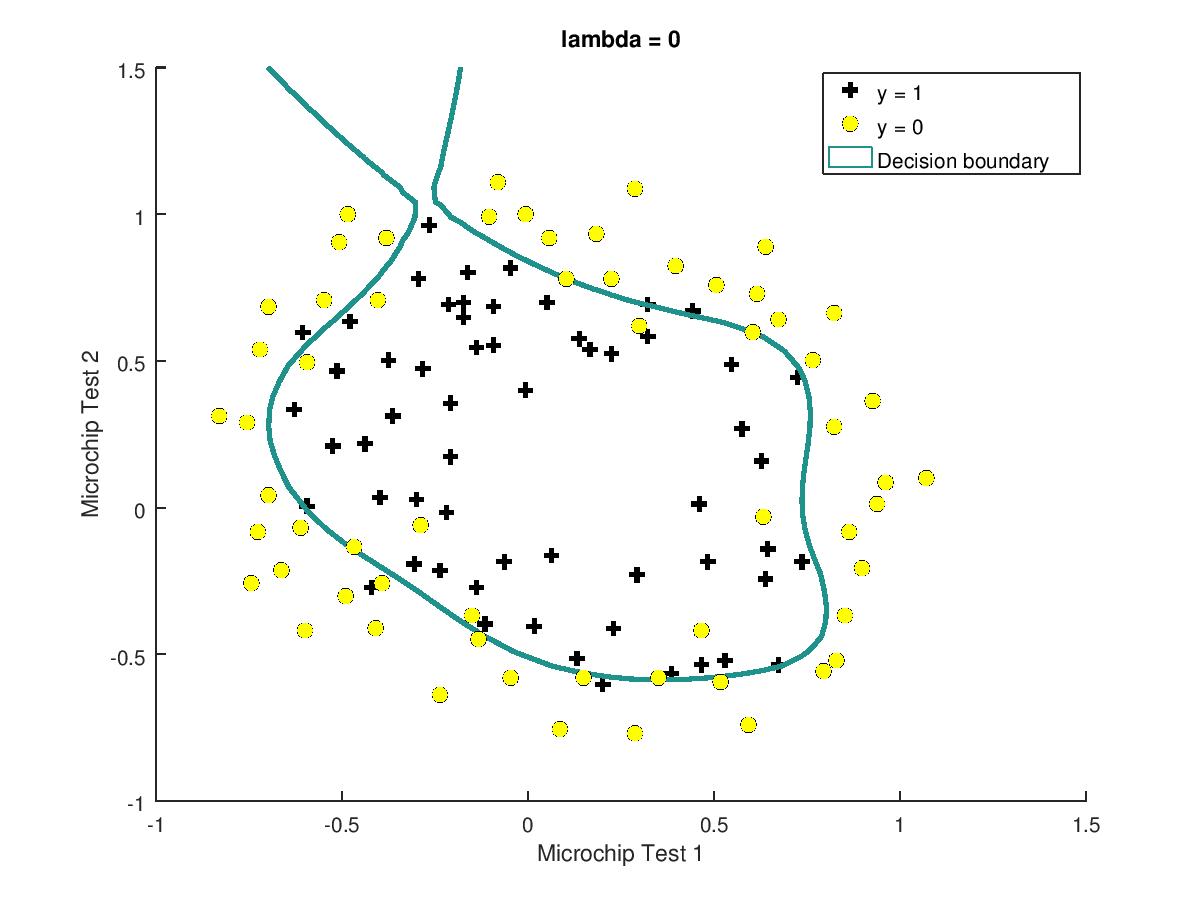 lambda = 0
y = 1
y = 0
Decision boundary
1.5
1
0.5
0
-0.5
-1
Microchip Test 2
-1
-0.5
0
0.5
1
1.5
Microchip Test 1